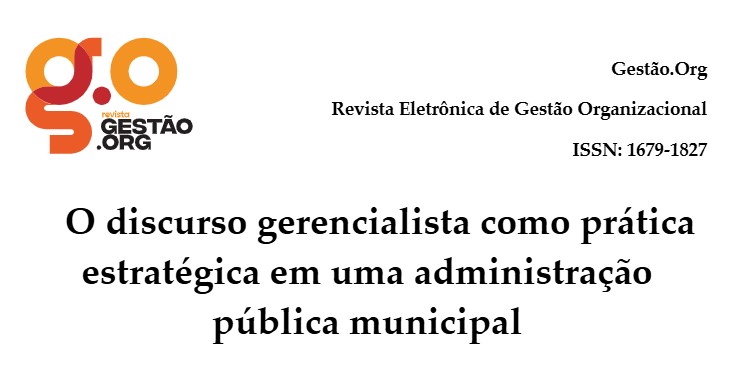 g.o
g
revista
GESTÃO
.ORG
Gestão.Org
Revista Eletrônica de Gestão Organizacional
ISSN: 1679-1827
O discurso gerencialista como prática
estratégica em uma administração
pública municipal